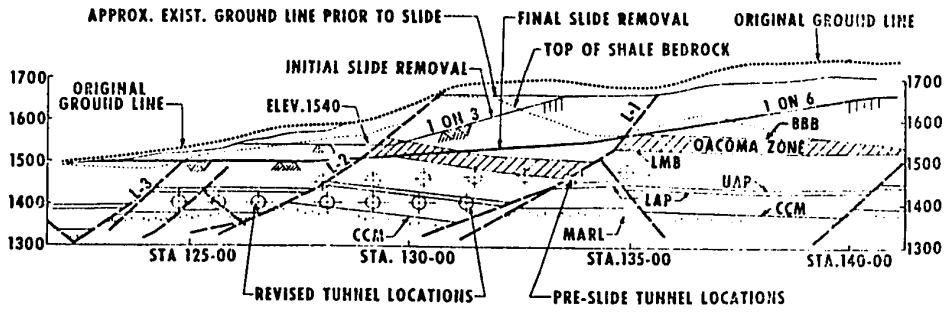 APPROX. EXIST. GROUND LINE PRIOR TO SLIDE
FINAL SLIDE REMOVAL
ORIGINAL GROUND LINE
TOP OF SHALE BEDROCK
INITIAL SLIDE REMOVAL
1700
ORIGINAL
GROUND LINE
ELEV. 1540
1 ON 3
L-1
1 ON 6
1700
1600
1600
BBB
OACOMA ZONE
1500
L-2
LMB
1500
L-3
UAP
1400
LAP
CCM
1400
1300
CCM
MARL
1300
STA. 125-00
STA. 130-00
STA. 135-00
STA. 140-00
REVISED TUNNEL LOCATIONS
PRE-SLIDE TUNNEL LOCATIONS